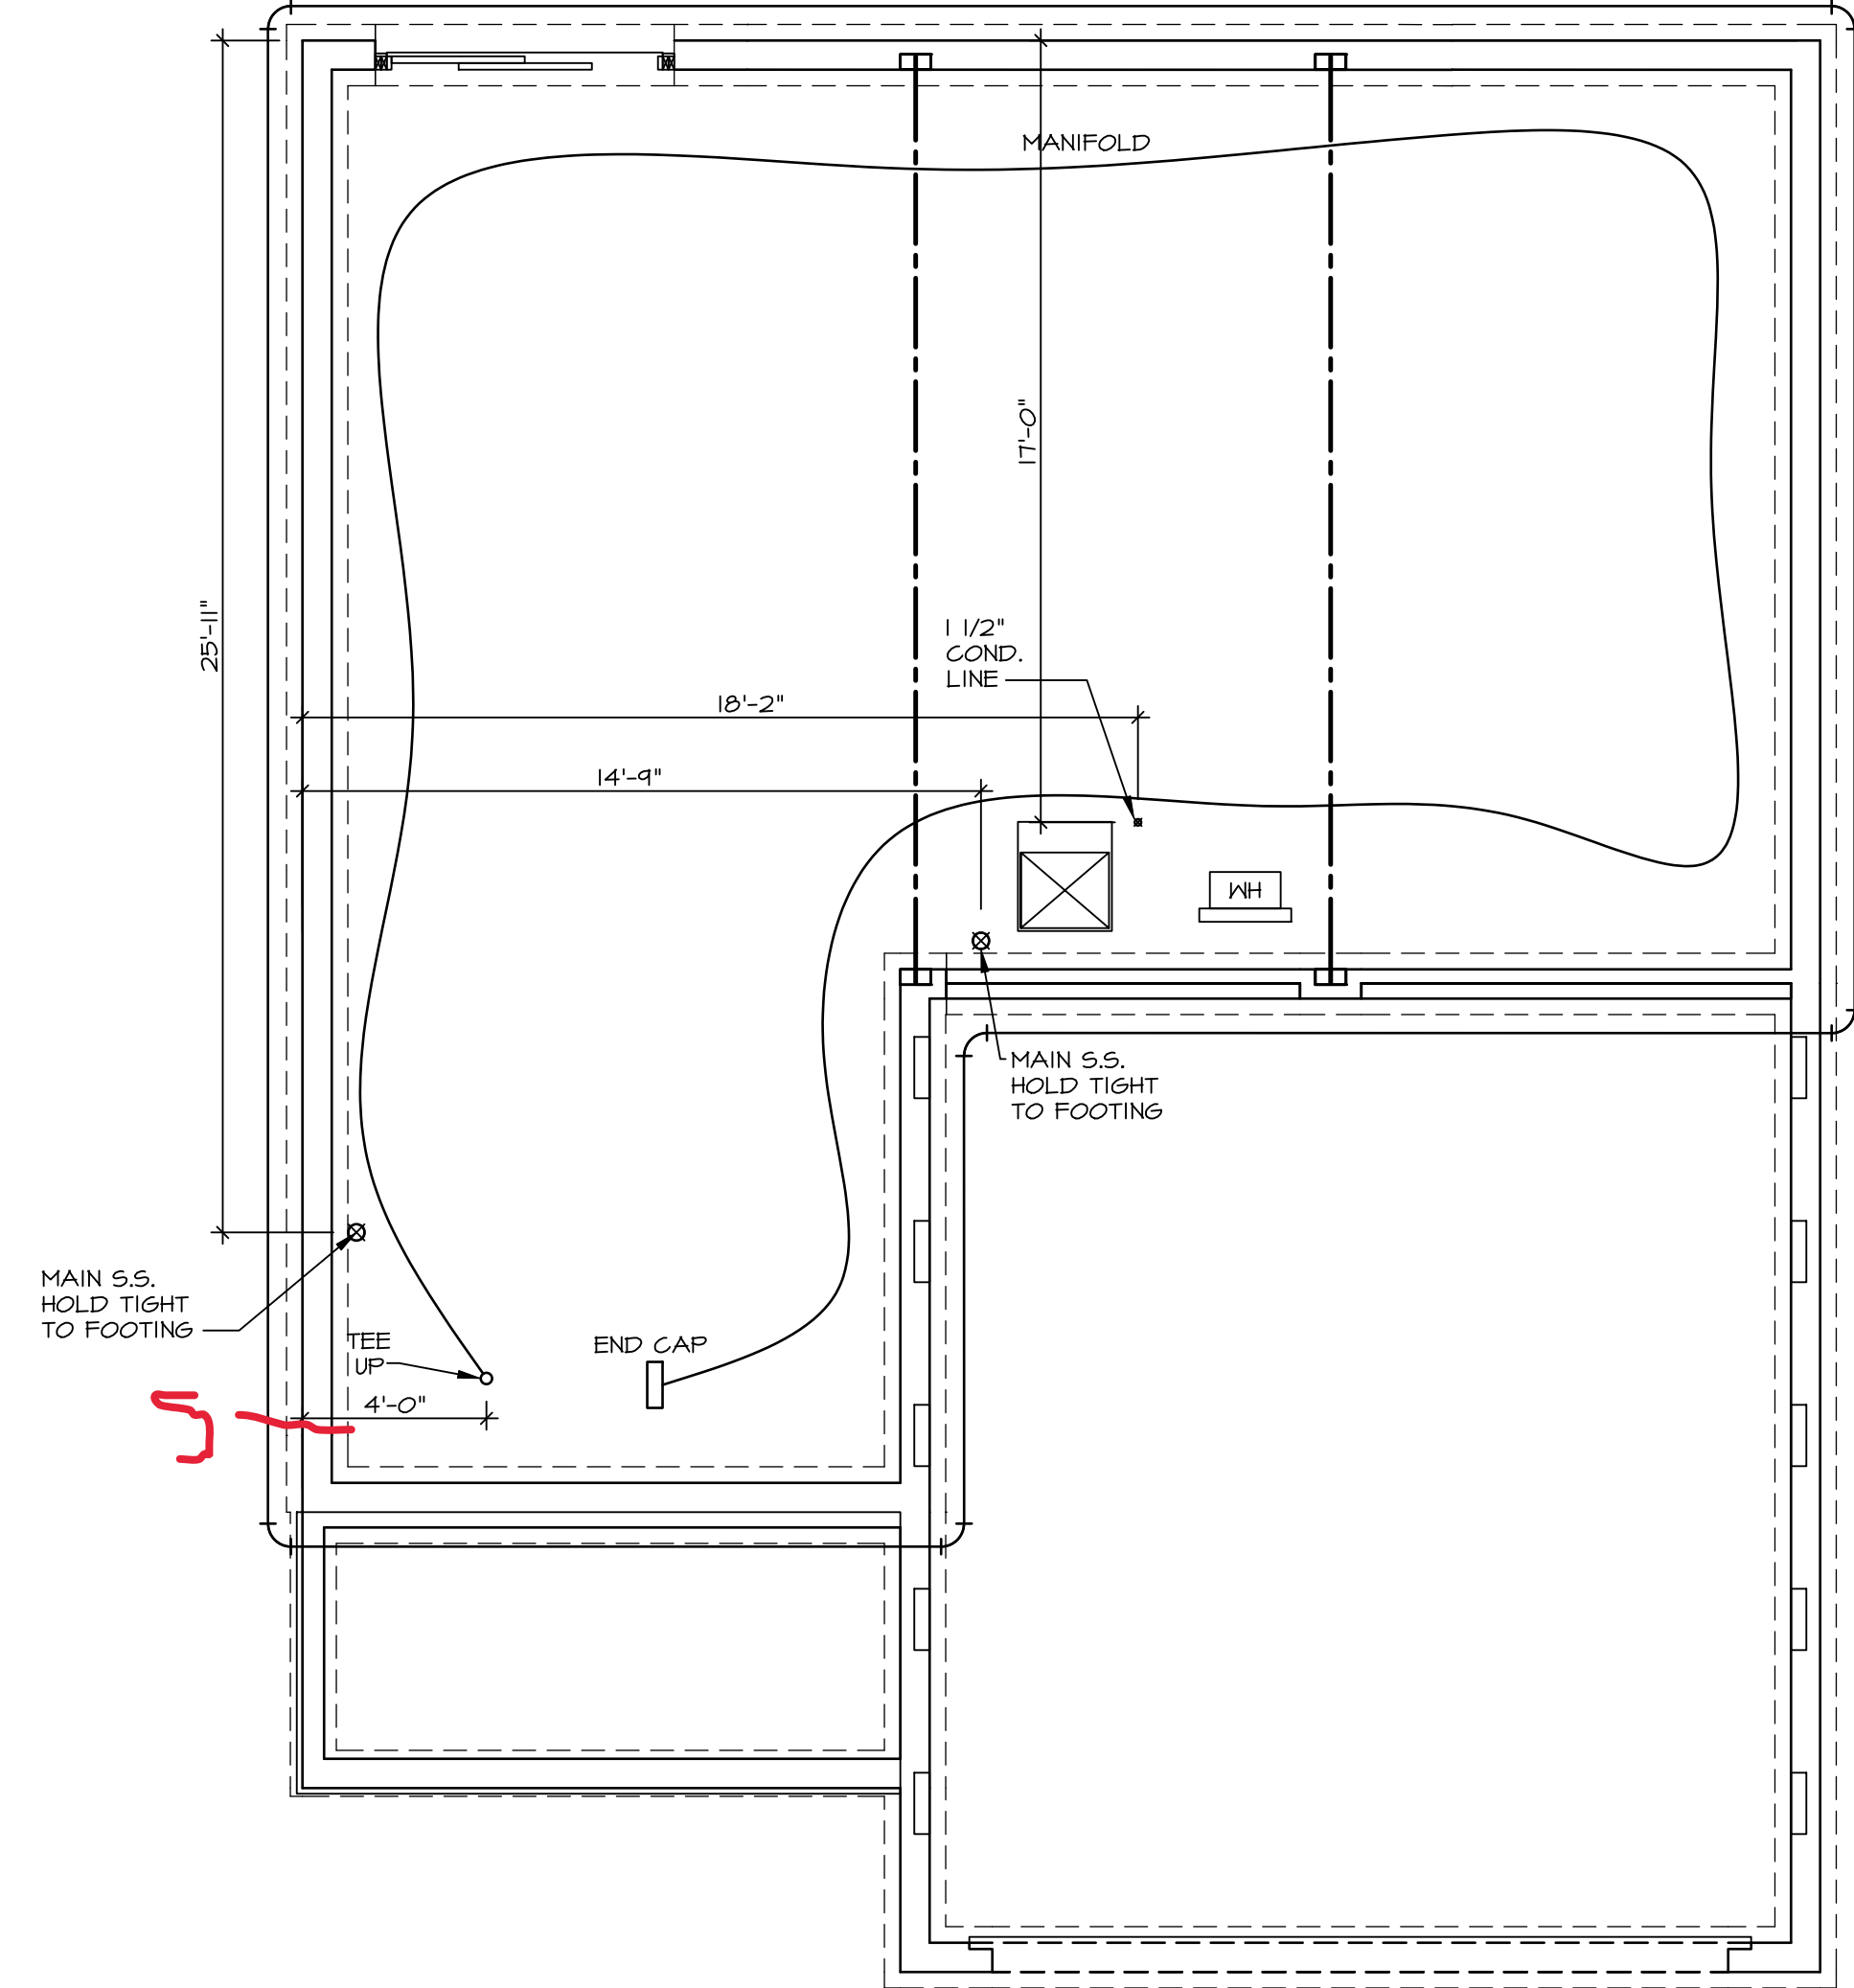 MANIFOLD
17'-0"
25'-11"
1 1/2"
COND.
LINE
18'-2"
14'-9"
WH
MAIN S.S.
HOLD TIGHT
TO FOOTING
MAIN S.S.
HOLD TIGHT
TO FOOTING
TEE
UP
END CAP
4'-0"
5